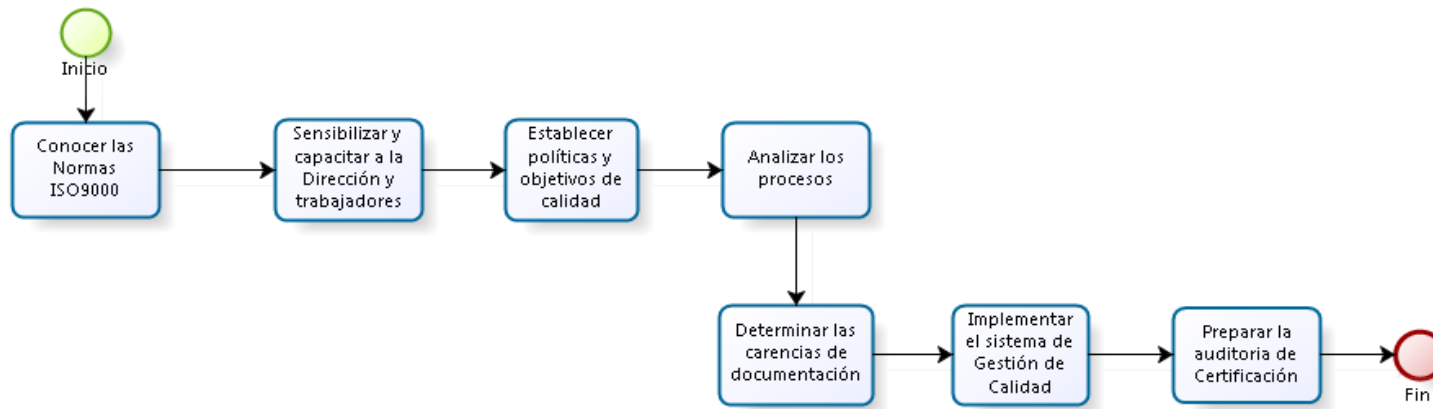 Inicio
Conocer las
Normas
ISO9000
Sensibilizar y
capacitar a la
Dirección y
trabajadores
Establecer
políticas y
objetivos de
calidad
Analizar los
procesos
Determinar las
carencias de
documentación
Implementar
el sistema de
Gestión de
Calidad
Preparar la
auditoria de
Certificación
Fin